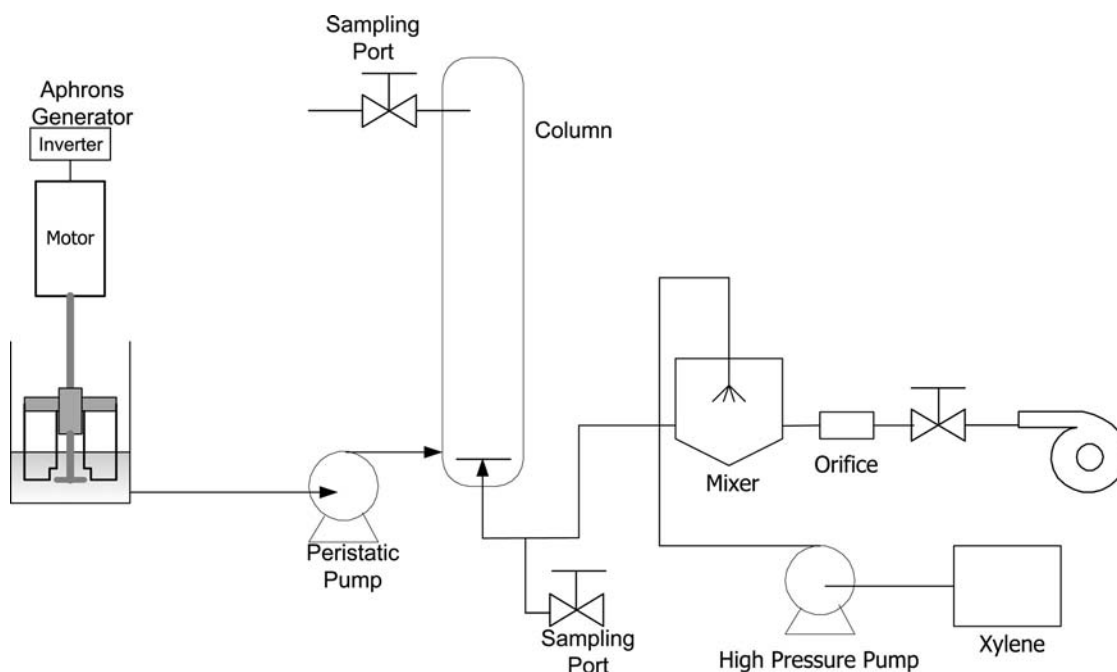 Sampling
Port
Aphrons
Generator
Inverter
Motor
Column
Mixer
Orifice
Peristatic
Pump
Sampling
Port
High Pressure Pump
Xylene